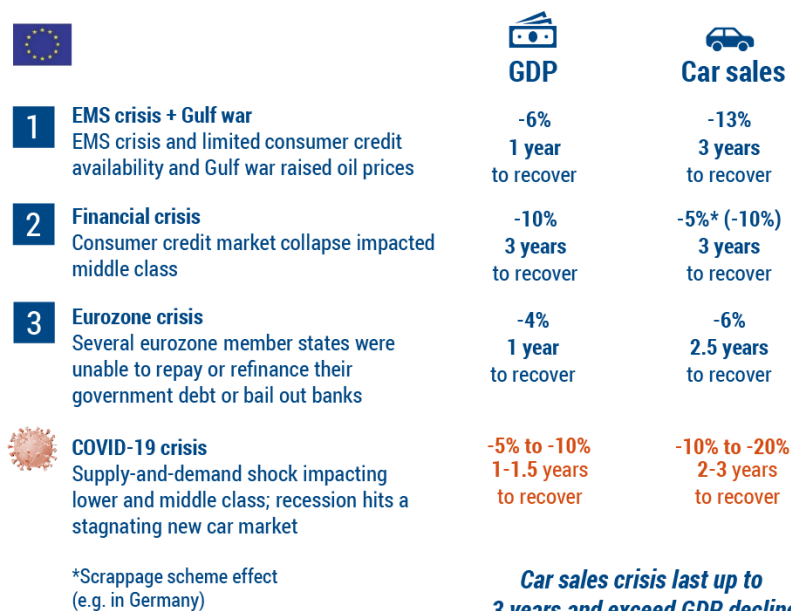 GDP
Car sales
1
EMS crisis + Gulf war
EMS crisis and limited consumer credit
availability and Gulf war raised oil prices
-6%
1 year
to recover
-13%
3 years
to recover
2
Financial crisis
Consumer credit market collapse impacted
middle class
-10%
3 years
to recover
-5%* (-10%)
3 years
to recover
3
Eurozone crisis
Several eurozone member states were
unable to repay or refinance their
government debt or bail out banks
-4%
1 year
to recover
-6%
2.5 years
to recover
COVID-19 crisis
Supply-and-demand shock impacting
lower and middle class; recession hits a
stagnating new car market
-5% to -10%
1-1.5 years
to recover
-10% to -20%
2-3 years
to recover
*Scrappage scheme effect
(e.g. in Germany)
Car sales crisis last up to
3 years and exceed GDP decline